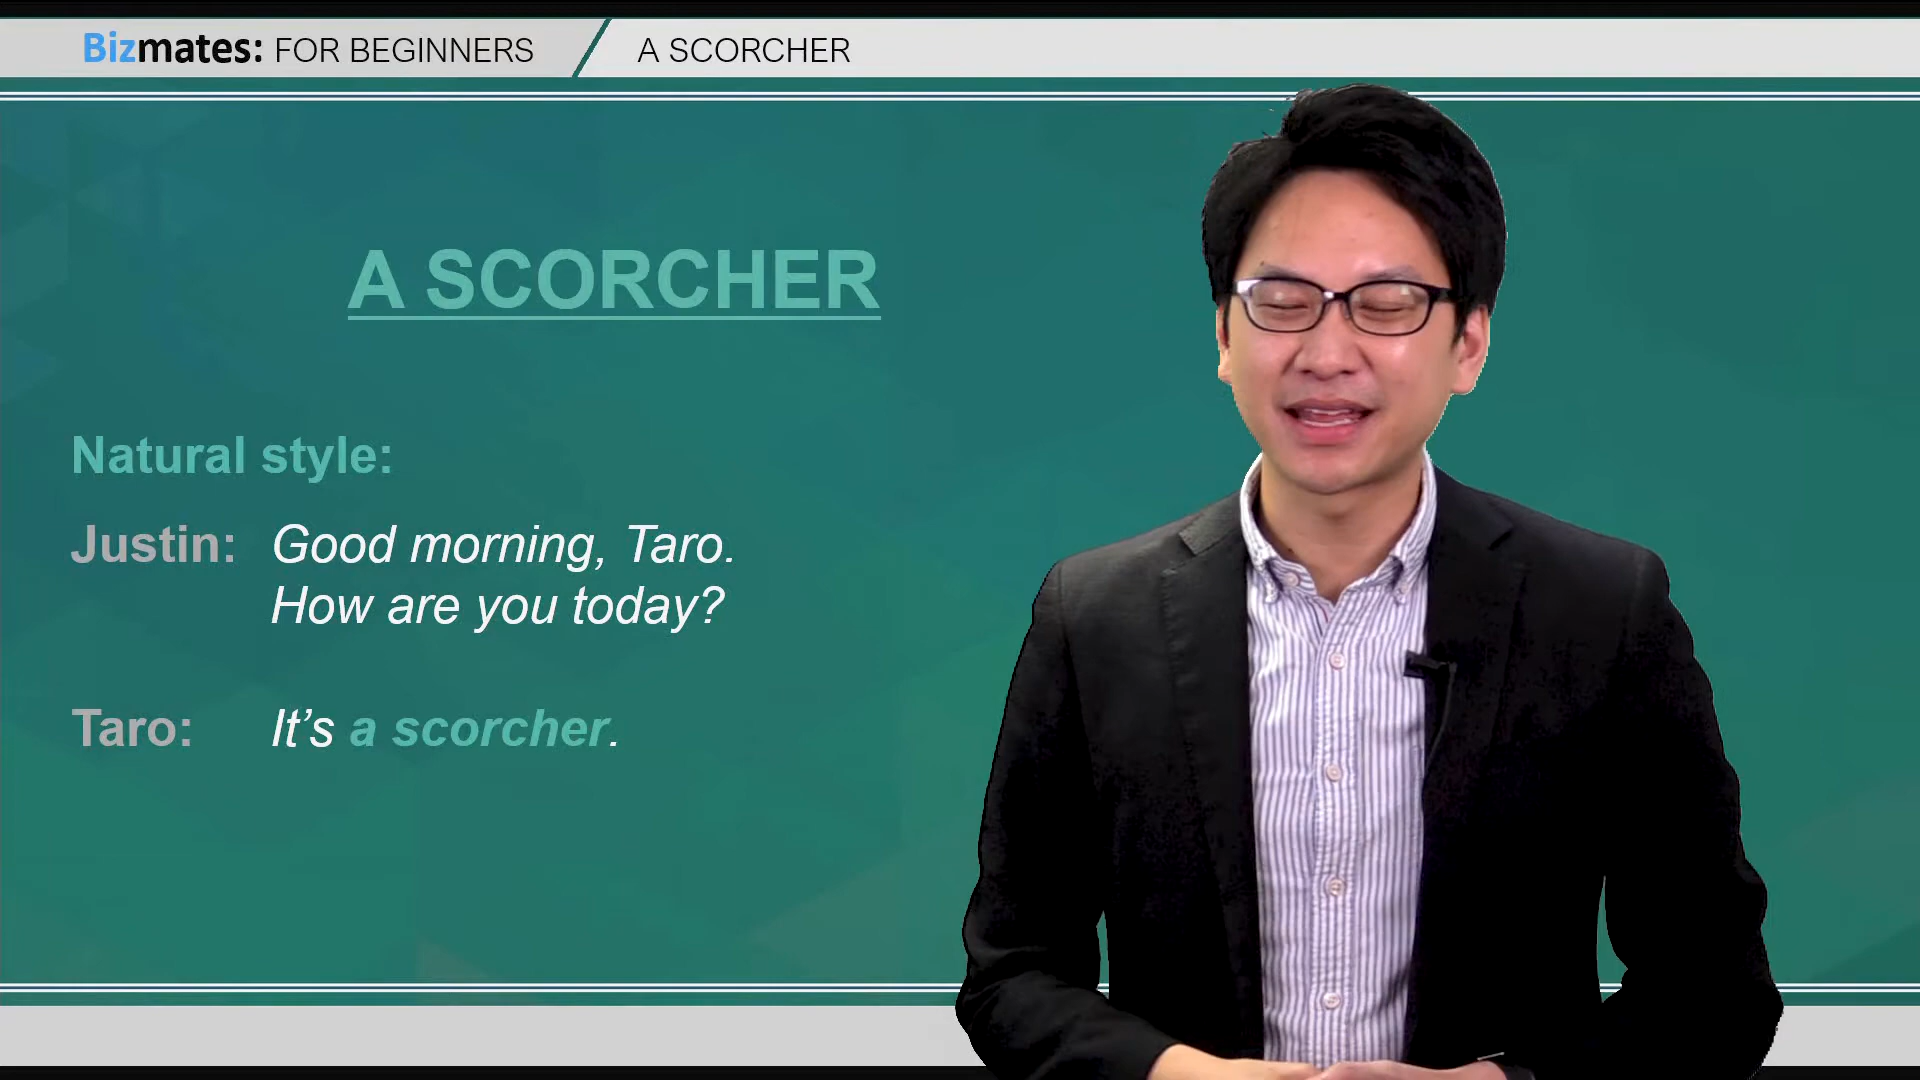 Bizmates: FOR BEGINNERS
A SCORCHER
A SCORCHER
Natural style:
Justin: Good morning, Taro.
How are you today?
Taro: It's a scorcher.